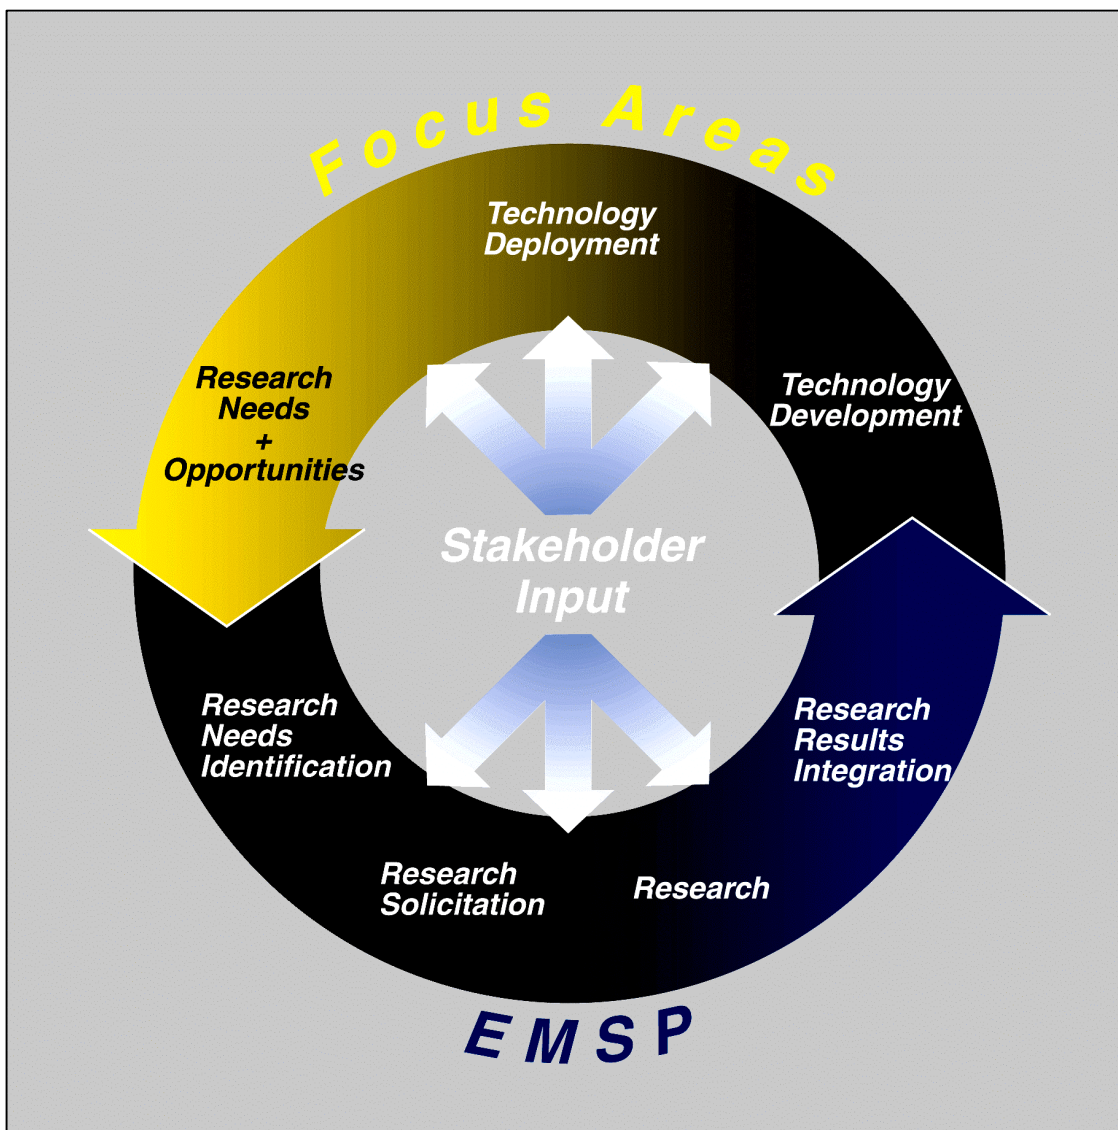 Focus Areas
Technology
Deployment
Research
Needs
+
Opportunities
Technology
Development
Stakeholder
Input
Research
Needs
Identification
Research
Results
Integration
Research
Solicitation
Research
EMSP